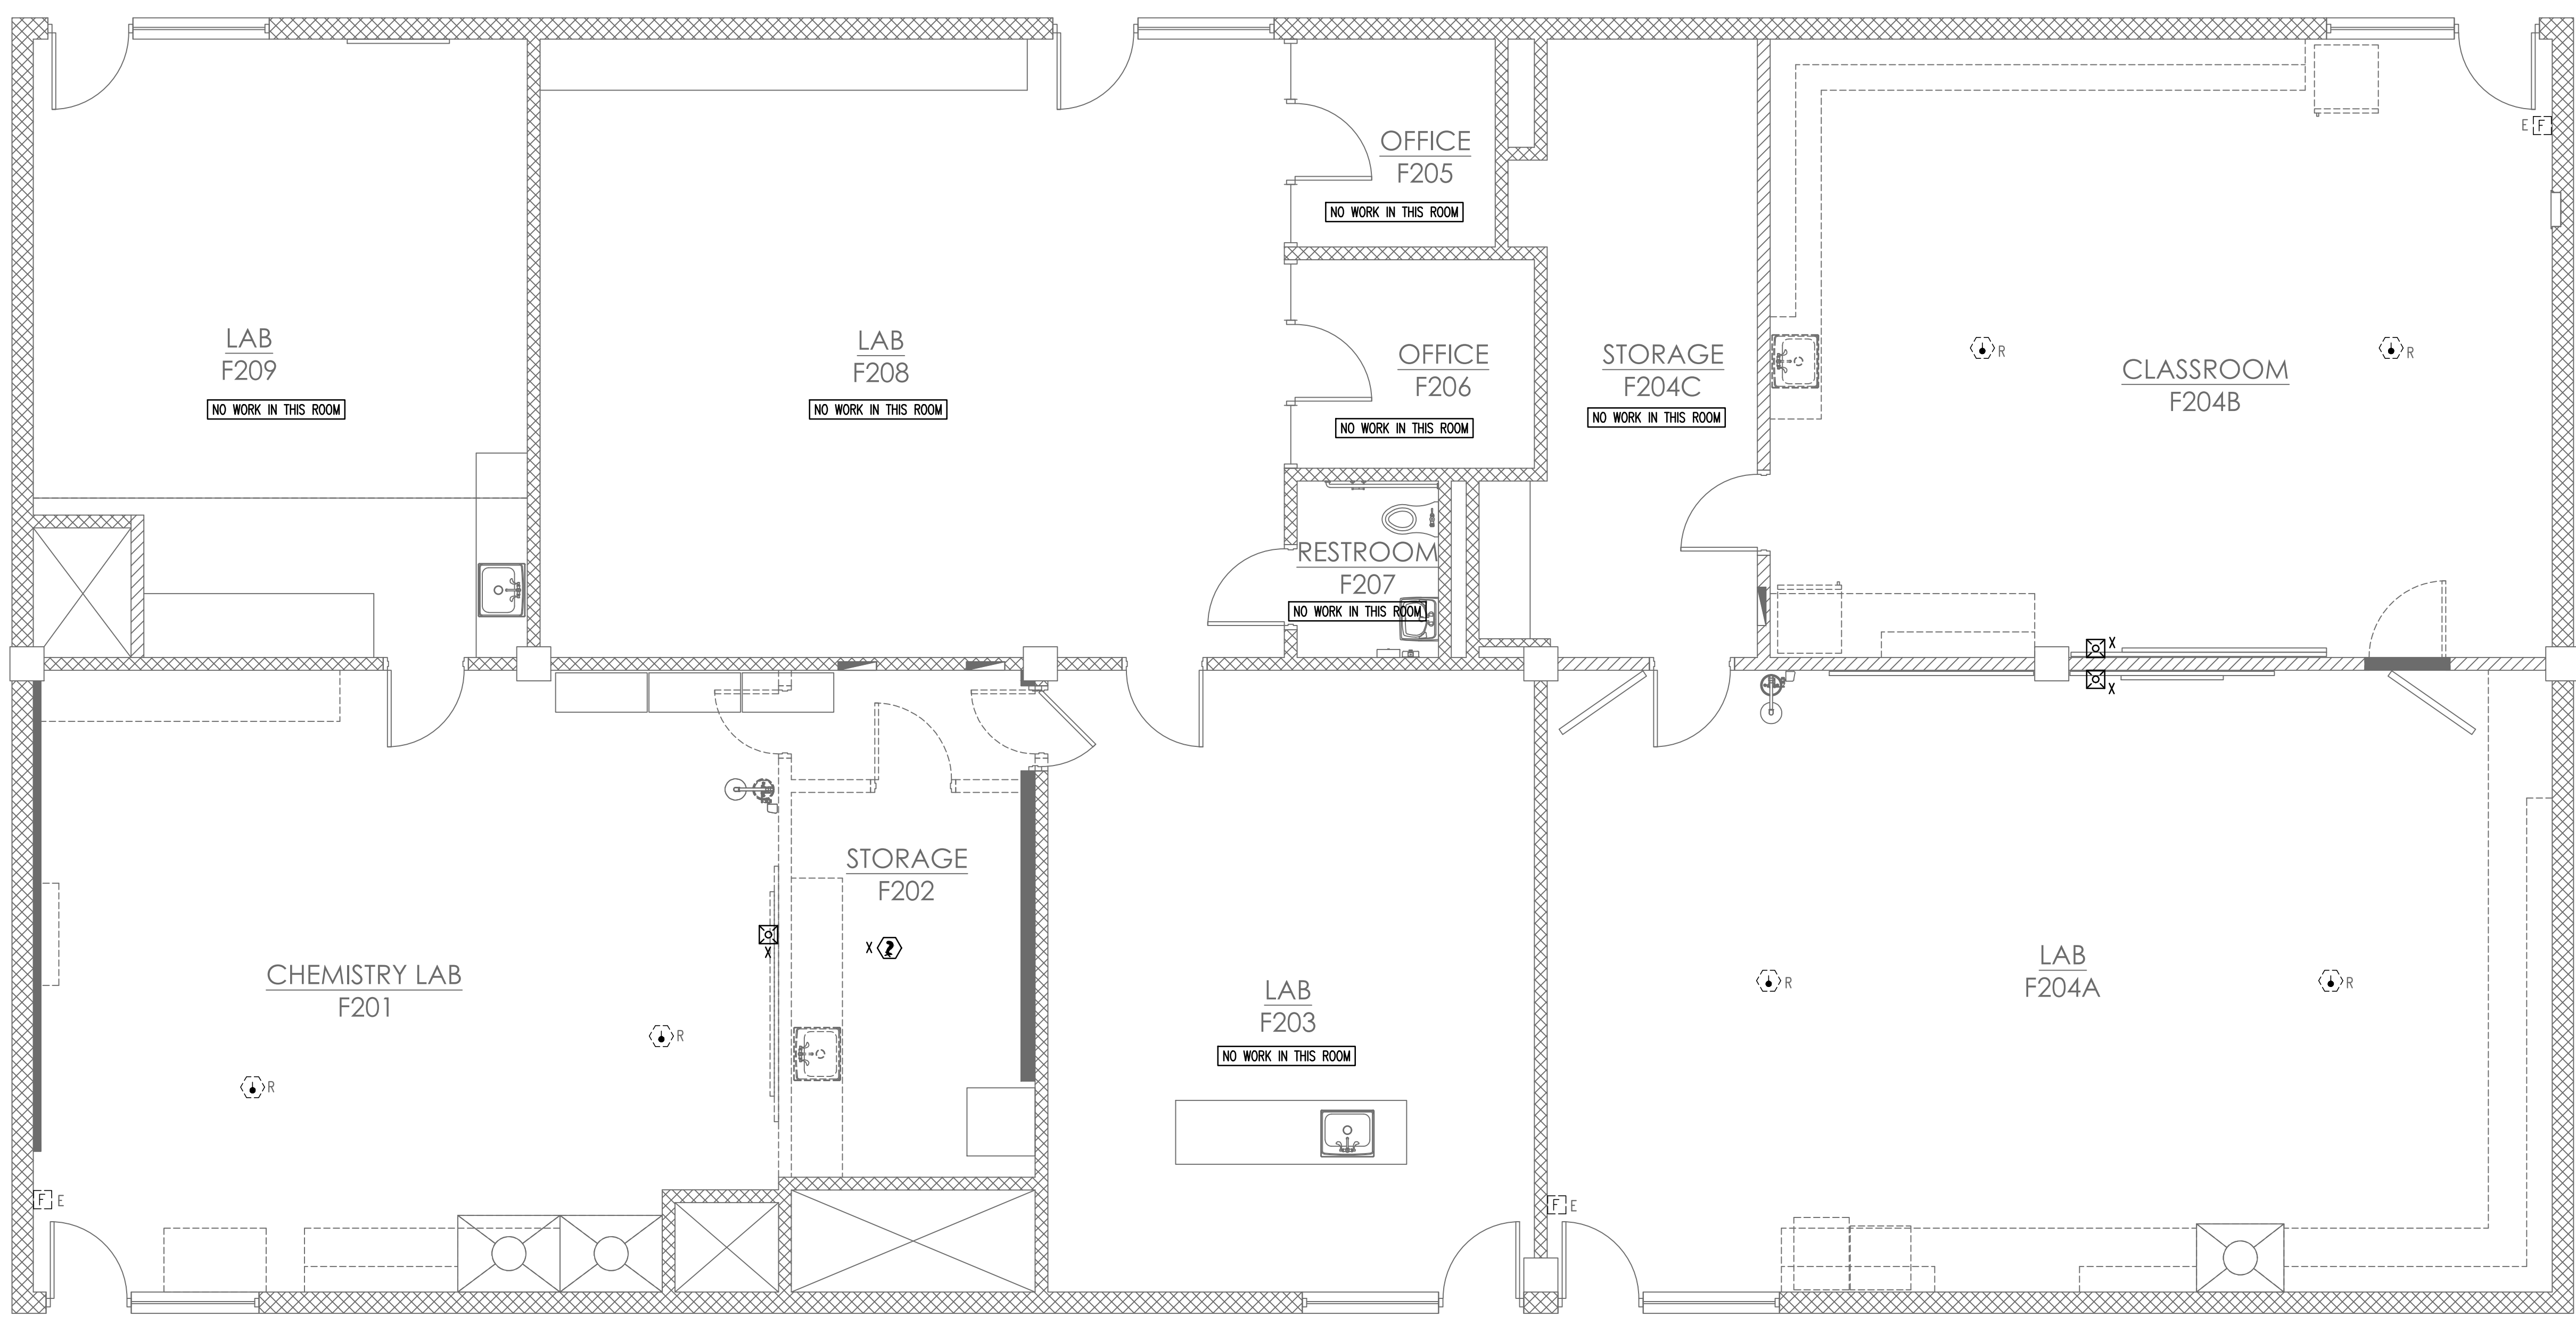 E F
OFFICE
F205
NO WORK IN THIS ROOM
LAB
F209
NO WORK IN THIS ROOM
LAB
F208
NO WORK IN THIS ROOM
OFFICE
F206
NO WORK IN THIS ROOM
STORAGE
F204C
NO WORK IN THIS ROOM
R
R
CLASSROOM
F204B
RESTROOM
F207
NO WORK IN THIS ROOM
X
X
STORAGE
F202
X
X
CHEMISTRY LAB
F201
R
R
LAB
F203
NO WORK IN THIS ROOM
LAB
F204A
R
R
F E
F E